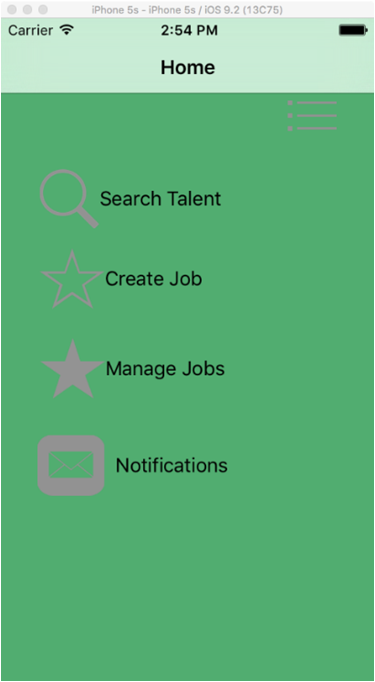 iPhone 5s - iPhone 5s / iOS 9.2 (13C75)
Carrier 2:54 PM
Home
Search Talent
Create Job
Manage Jobs
Notifications